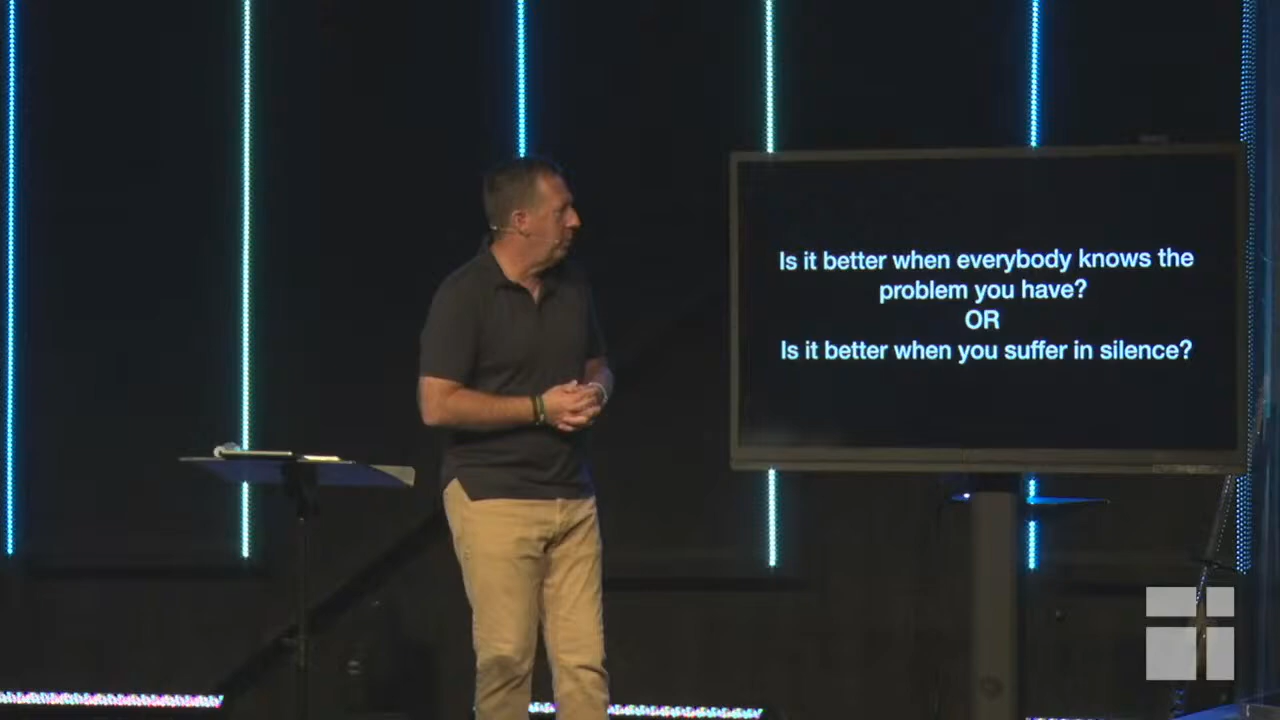 Is it better when everybody knows the
problem you have?
OR
Is it better when you suffer in silence?